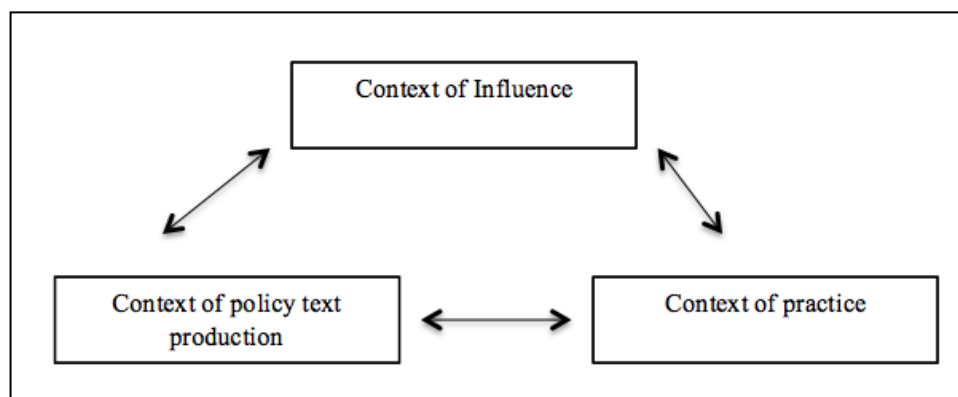 Context of Influence
Context of policy text
production
Context of practice